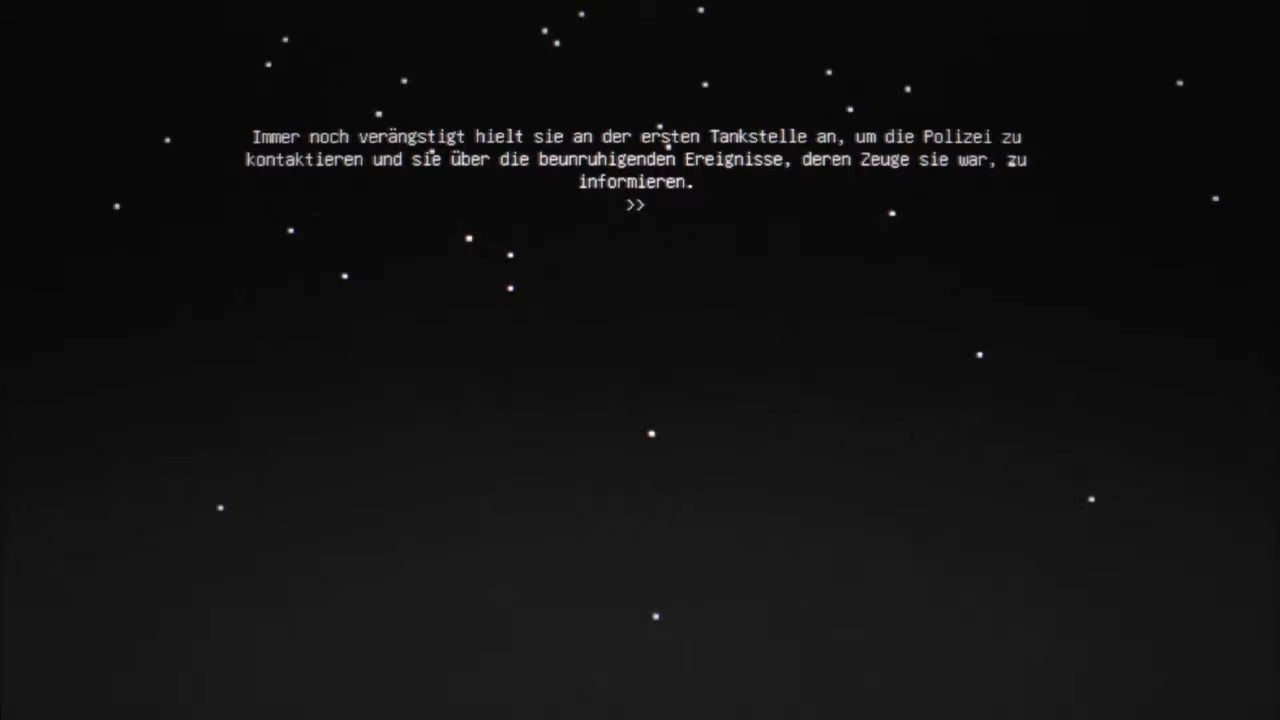 Immer noch verängstigt hielt sie an der ersten Tankstelle an, um die Polizei zu
kontaktieren und sie über die beunruhigenden Ereignisse, deren Zeuge sie war, zu
informieren.
>>